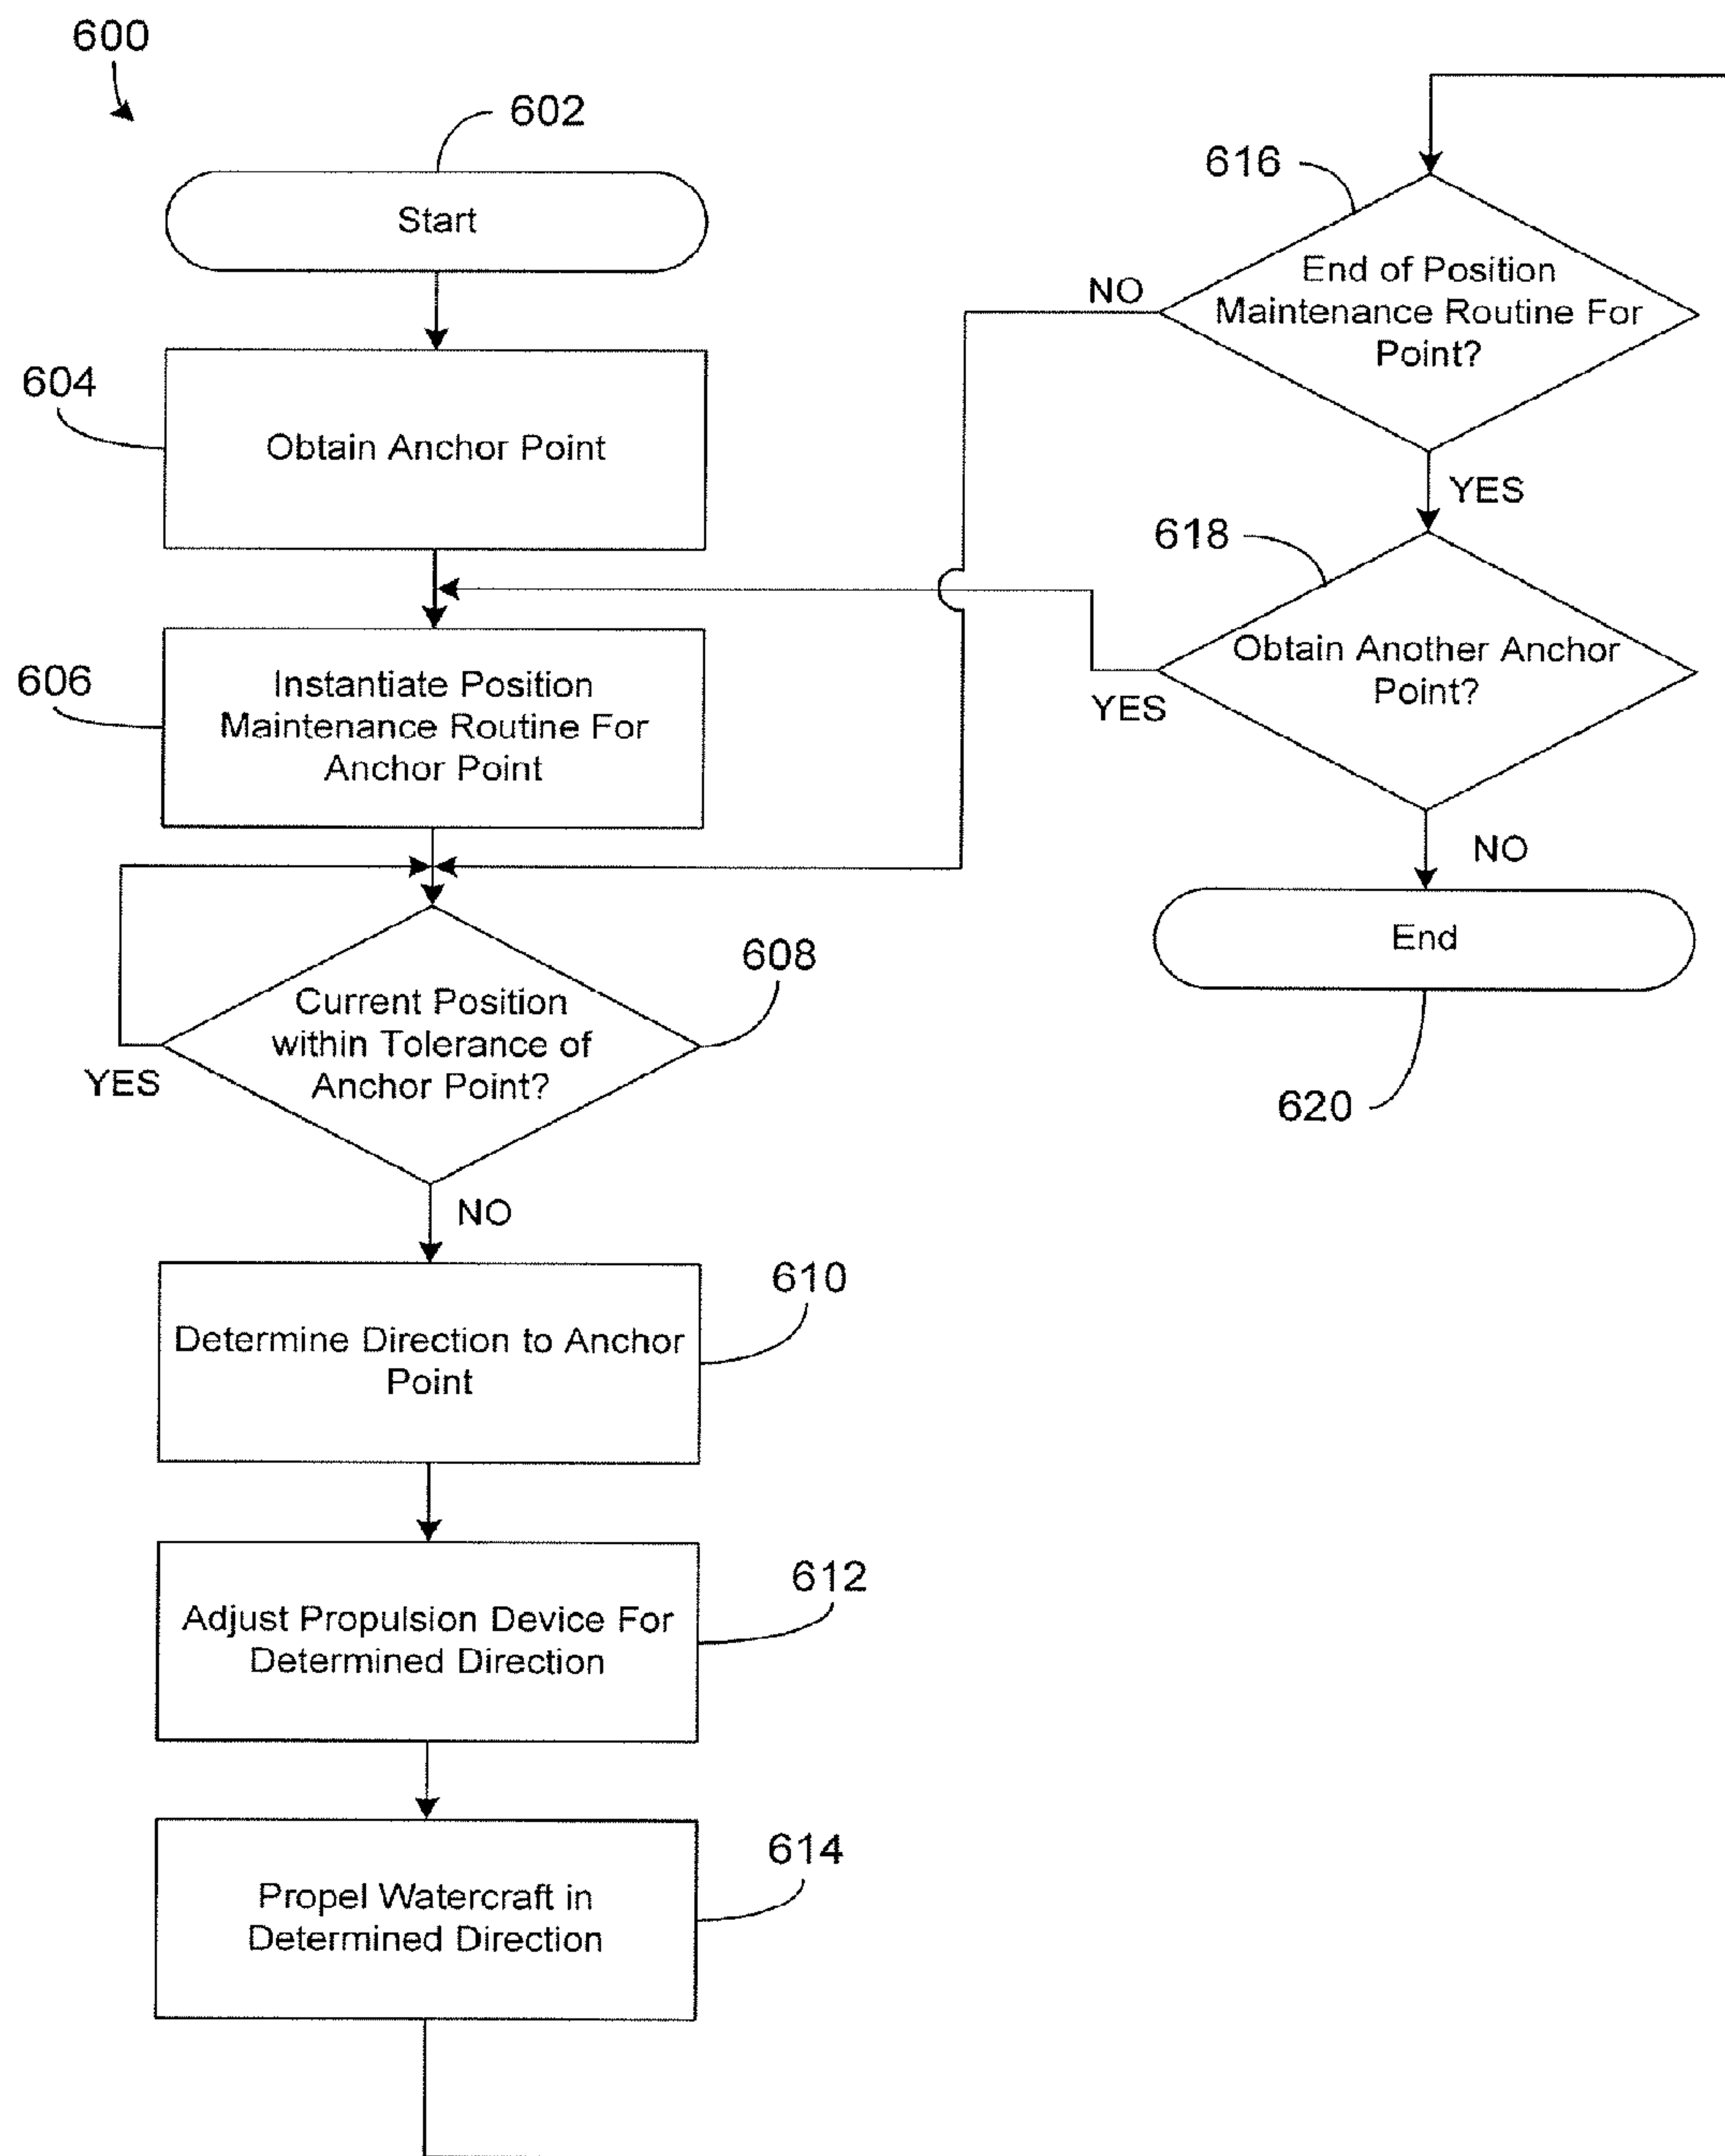 600
602
Start
604
Obtain Anchor Point
606
Instantiate Position
Maintenance Routine For
Anchor Point
608
Current Position
within Tolerance of
Anchor Point?
YES
NO
610
Determine Direction to Anchor
Point
612
Adjust Propulsion Device For
Determined Direction
614
Propel Watercraft in
Determined Direction
616
End of Position
Maintenance Routine For
Point?
NO
YES
618
Obtain Another Anchor
Point?
YES
NO
End
620